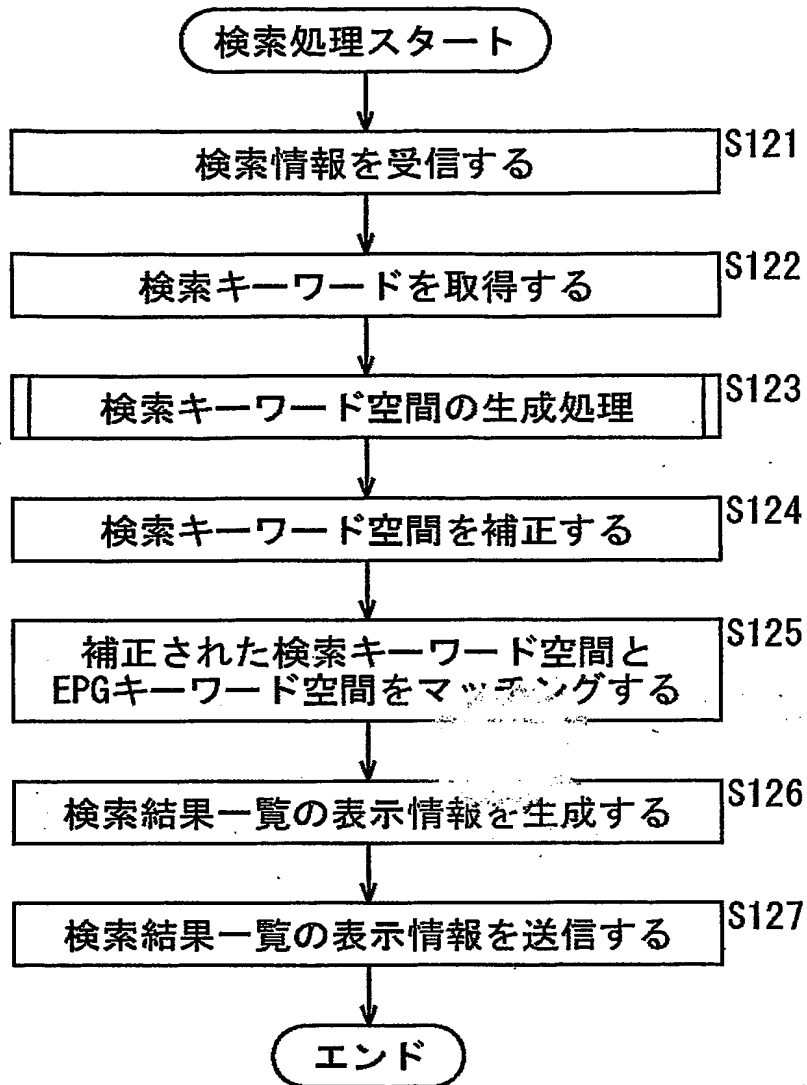 検索処理スタート
S121
検索情報を受信する
S122
検索キーワードを取得する
S123
検索キーワード空間の生成処理
S124
検索キーワード空間を補正する
S125
補正された検索キーワード空間と
EPGキーワード空間をマッチングする
S126
検索結果一覧の表示情報を生成する
S127
検索結果一覧の表示情報を送信する
エンド